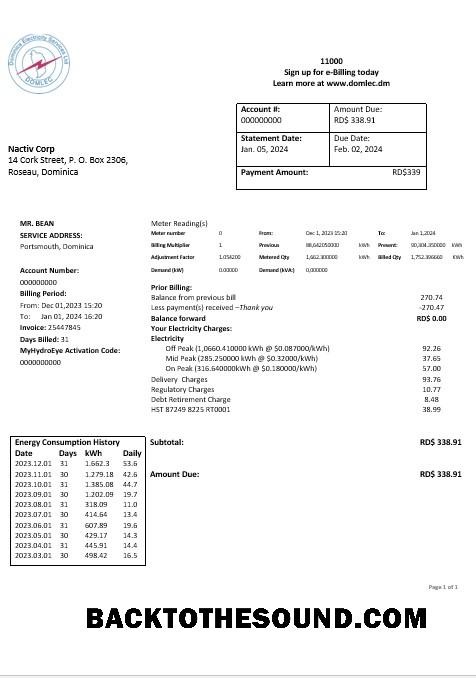 Dominica Electricity Services Ltd
DOMLEC
11000
Sign up for e-Billing today
Learn more at www.domlec.dm
Account #:
000000000
Amount Due:
RD$ 338.91
Statement Date:
Jan. 05, 2024
Due Date:
Feb. 02, 2024
Payment Amount: RD$339
Nactiv Corp
14 Cork Street, P. O. Box 2306,
Roseau, Dominica
MR. BEAN
SERVICE ADDRESS:
Portsmouth, Dominica
Account Number:
000000000
Billing Period:
From: Dec 01,2023 15:20
To: Jan 01,2024 16:20
Invoice: 25447845
Days Billed: 31
MyHydroEye Activation Code:
0000000000
Meter Reading(s)
Meter number 0 From: Dec 1,2023 15:20 To: Jan 1,2024
Billing Multiplier 1. Previous 88,642050000 kWh Present: 90,304.350000 kWh
Adjustment Factor 1.054200 Metered Qty 1,662.300000 kWh Billed Qty 1,752.396660 KWh
Demand (kW) 0.00000 Demand (kVA) 0,000000
Prior Billing:
Balance from previous bill 270.74
Less payment(s) received –Thank you -270.47
Balance forward RD$ 0.00
Your Electricity Charges:
Electricity
Off Peak (1,0660.410000 kWh @ $0.087000/kWh) 92.26
Mid Peak (285.250000 kWh @ $0.32000/kWh) 37.65
On Peak (316.640000kWh @ $0.180000/kWh) 57.00
Delivery Charges 93.76
Regulatory Charges 10.77
Debt Retirement Charge 8.48
HST 87249 8225 RT0001 38.99
Subtotal: RD$ 338.91
Amount Due: RD$ 338.91
Energy Consumption History
Date Days kWh Daily
2023.12.01 31 1.662.3 53.6
2023.11.01 30 1.279.18 42.6
2023.10.01 31 1.385.08 44.7
2023.09.01 30 1.202.09 19.7
2023.08.01 31 318.09 11.0
2023.07.01 30 414.64 13.4
2023.06.01 31 607.89 19.6
2023.05.01 30 429.17 14.3
2023.04.01 31 445.91 14.4
2023.03.01 30 498.42 16.5
Page 1 of 1
BACKTOTHESOUND.COM